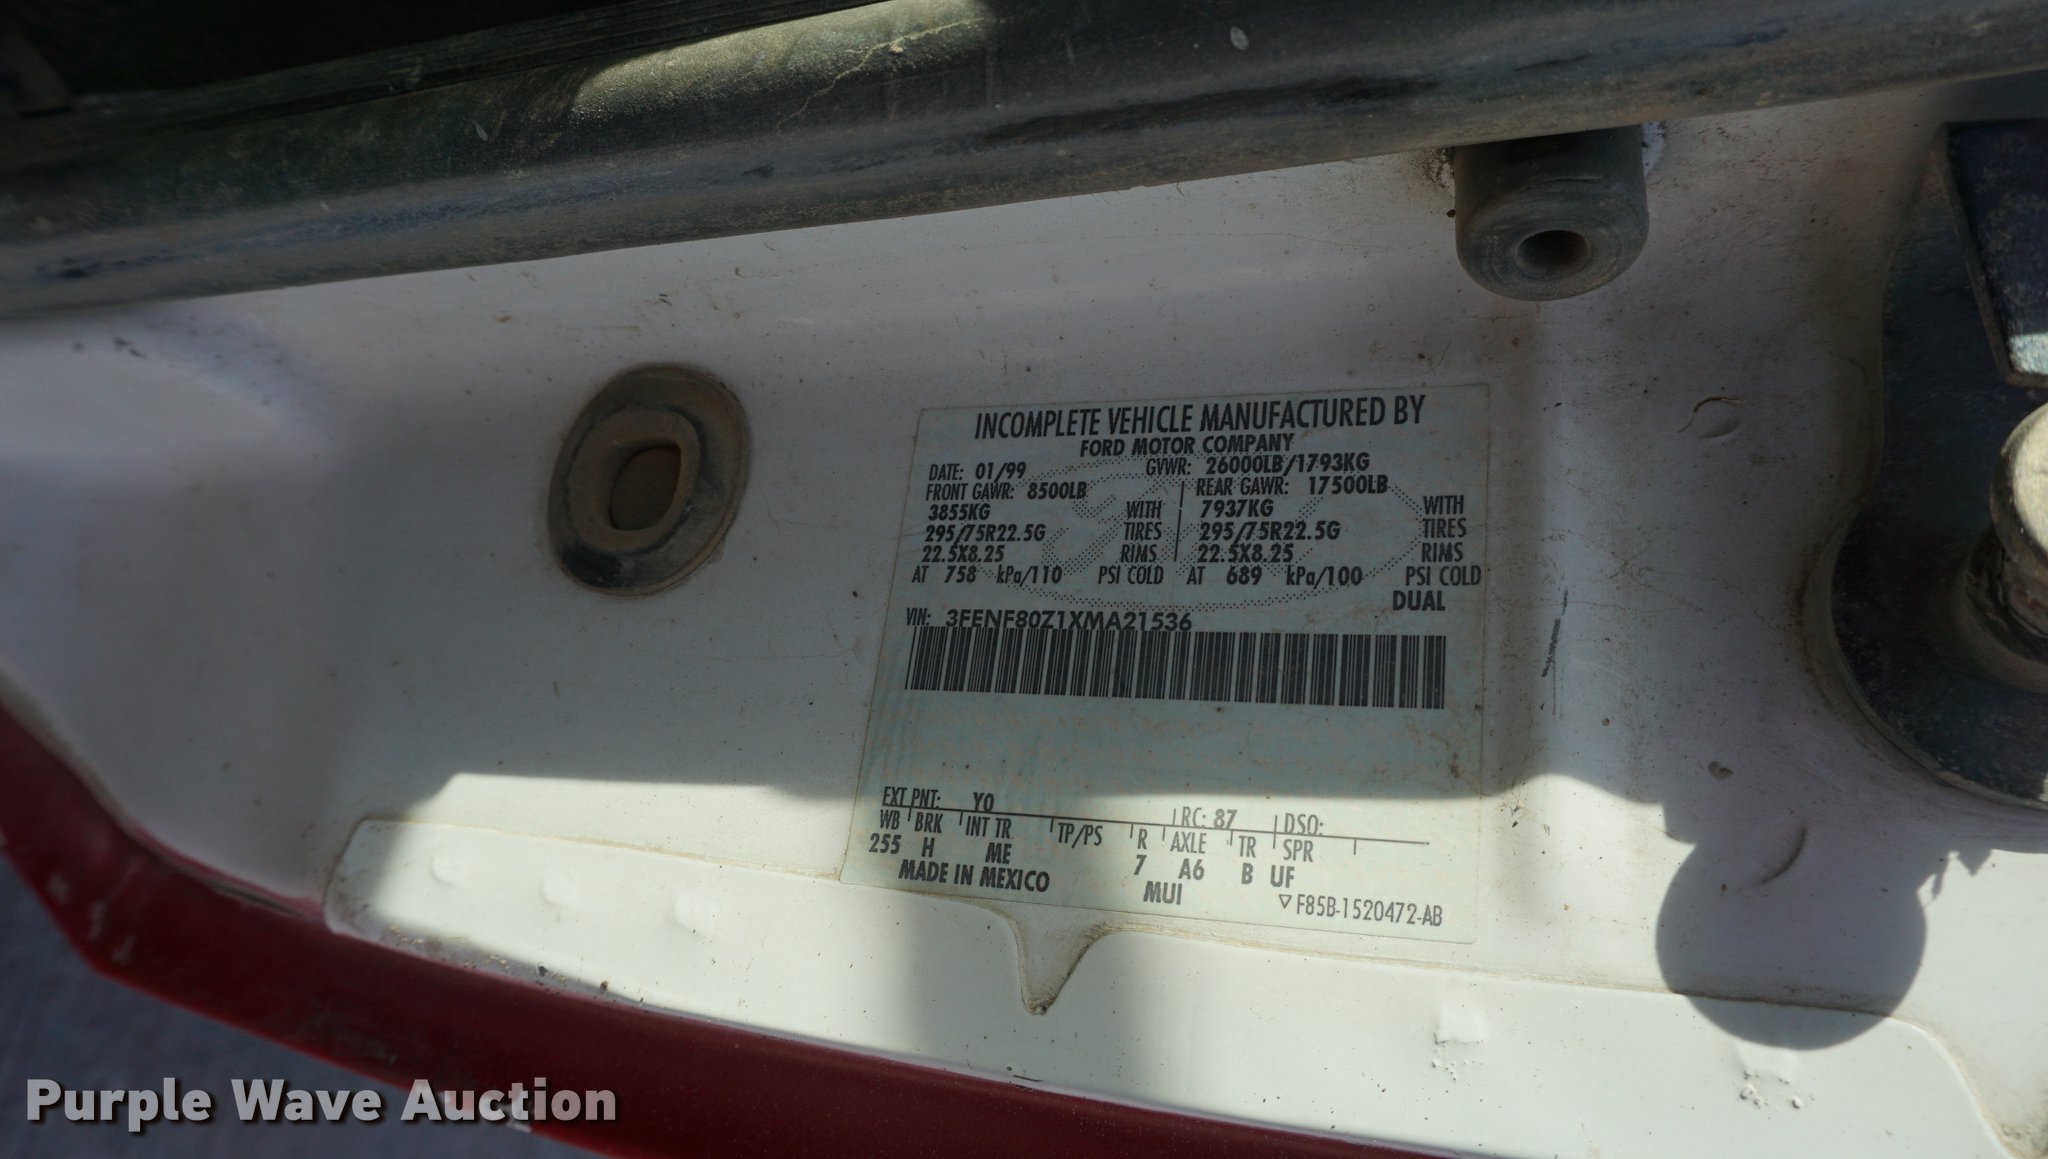 INCOMPLETE VEHICLE MANUFACTURED BY
FORD MOTOR COMPANY
DATE: 01/99 GVWR: 26000LB/1793KG
FRONT GAWR: 8500LB REAR GAWR: 17500LB
3855KG WITH 7937KG WITH
295/75R22.5G TIRES 295/75R22.5G TIRES
22.5X8.25 RIMS 22.5X8.25 RIMS
AT 758 kPa/110 PSI COLD AT 689 kPa/100 PSI COLD
DUAL
VIN: 3FENF80Z1XMA21536
EXT PNT: YO RC: 87 DSO:
WB BRK INT TR TP/PS R AXLE TR SPR
255 H ME 7 A6 B UF
MADE IN MEXICO MUI
▽F85B-1520472-AB
Purple Wave Auction